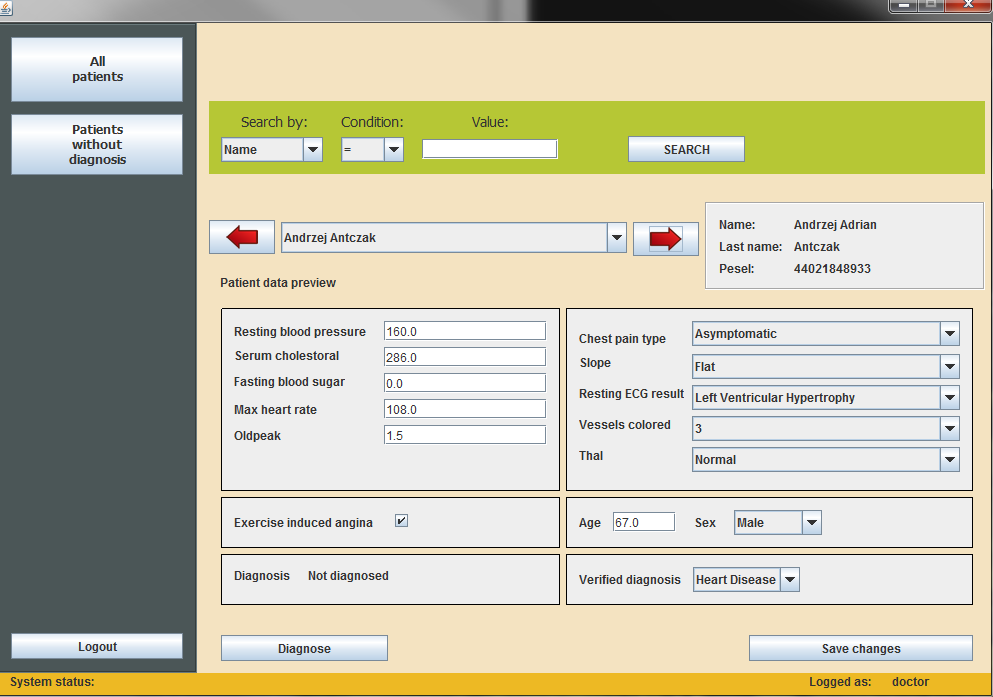 All
patients
Patients
without
diagnosis
Search by: Condition: Value:
Name = SEARCH
Andrzej Antczak
Name: Andrzej Adrian
Last name: Antczak
Pesel: 44021848933
Patient data preview
Resting blood pressure 160.0
Serum cholestoral 286.0
Fasting blood sugar 0.0
Max heart rate 108.0
Oldpeak 1.5
Chest pain type Asymptomatic
Slope Flat
Resting ECG result Left Ventricular Hypertrophy
Vessels colored 3
Thal Normal
Exercise induced angina
Age 67.0 Sex Male
Diagnosis Not diagnosed
Verified diagnosis Heart Disease
Logout
Diagnose
Save changes
System status: Logged as: doctor